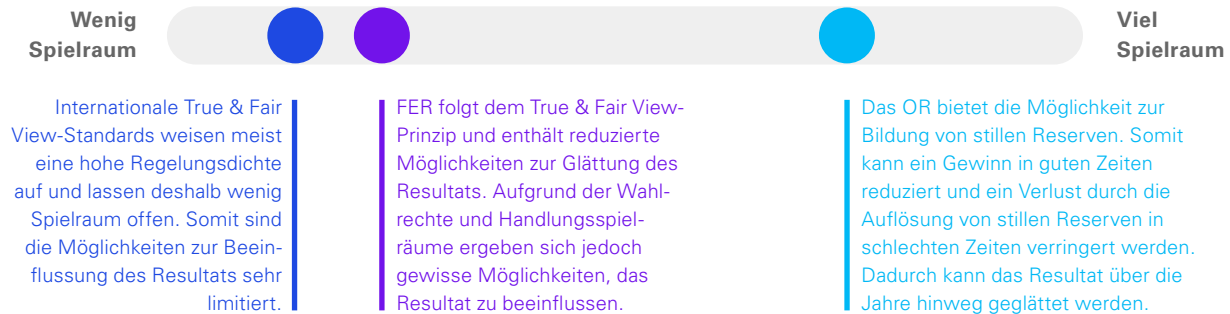 Wenig
Spielraum
Viel
Spielraum
Internationale True & Fair
View-Standards weisen meist
eine hohe Regelungsdichte
auf und lassen deshalb wenig
Spielraum offen. Somit sind
die Möglichkeiten zur Beein-
flussung des Resultats sehr
limitiert.
FER folgt dem True & Fair View-
Prinzip und enthält reduzierte
Möglichkeiten zur Glättung des
Resultats. Aufgrund der Wahl-
rechte und Handlungsspiel-
räume ergeben sich jedoch
gewisse Möglichkeiten, das
Resultat zu beeinflussen.
Das OR bietet die Möglichkeit zur
Bildung von stillen Reserven. Somit
kann ein Gewinn in guten Zeiten
reduziert und ein Verlust durch die
Auflösung von stillen Reserven in
schlechten Zeiten verringert werden.
Dadurch kann das Resultat über die
Jahre hinweg geglättet werden.